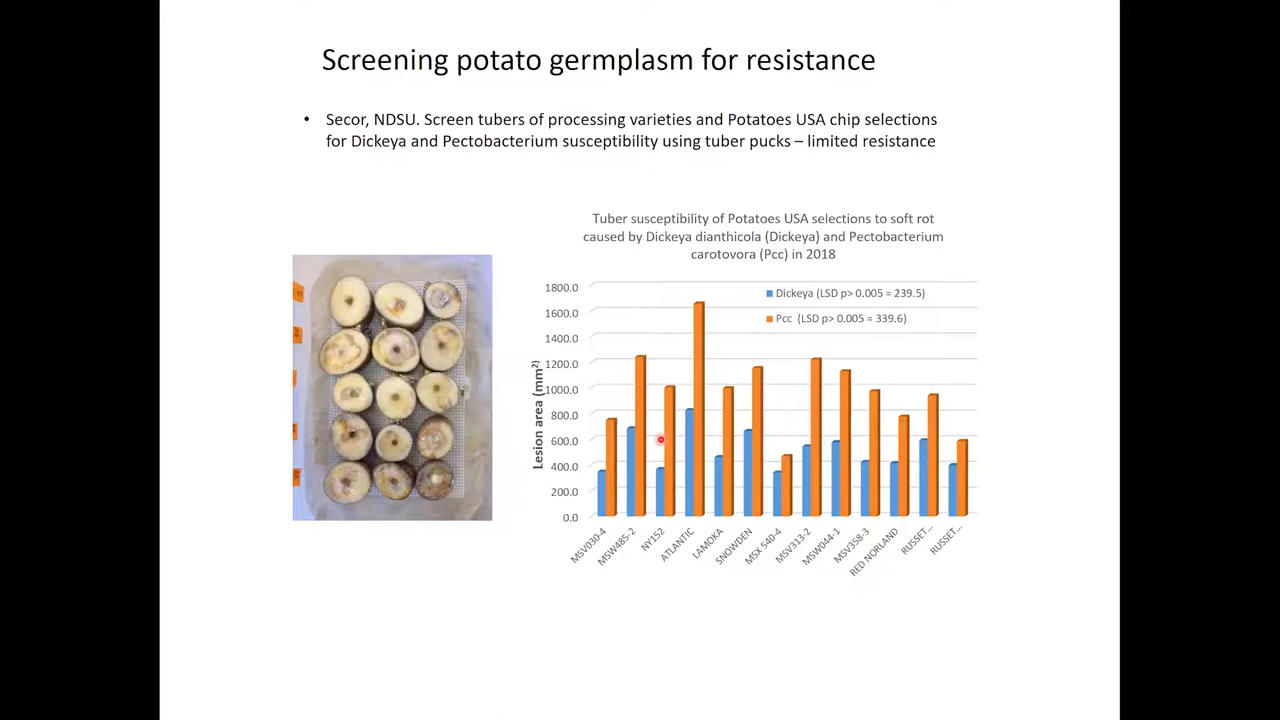 Screening potato germplasm for resistance
• Secor, NDSU. Screen tubers of processing varieties and Potatoes USA chip selections
for Dickeya and Pectobacterium susceptibility using tuber pucks – limited resistance
Tuber susceptibility of Potatoes USA selections to soft rot
caused by Dickeya dianthicola (Dickeya) and Pectobacterium
carotovora (Pcc) in 2018
Dickeya (LSD p> 0.005 = 239.5)
Pcc (LSD p> 0.005 = 339.6)
Lesion area (mm²)
1800.0
1600.0
1400.0
1200.0
1000.0
800.0
600.0
400.0
200.0
0.0
MSV030-4
MSW485-2
NY152
ATLANTIC
LAMOKA
SNOWDEN
MSX 540-4
MSV313-2
MSW044-1
MSV358-3
RED NORLAND
RUSSET...
RUSSET...